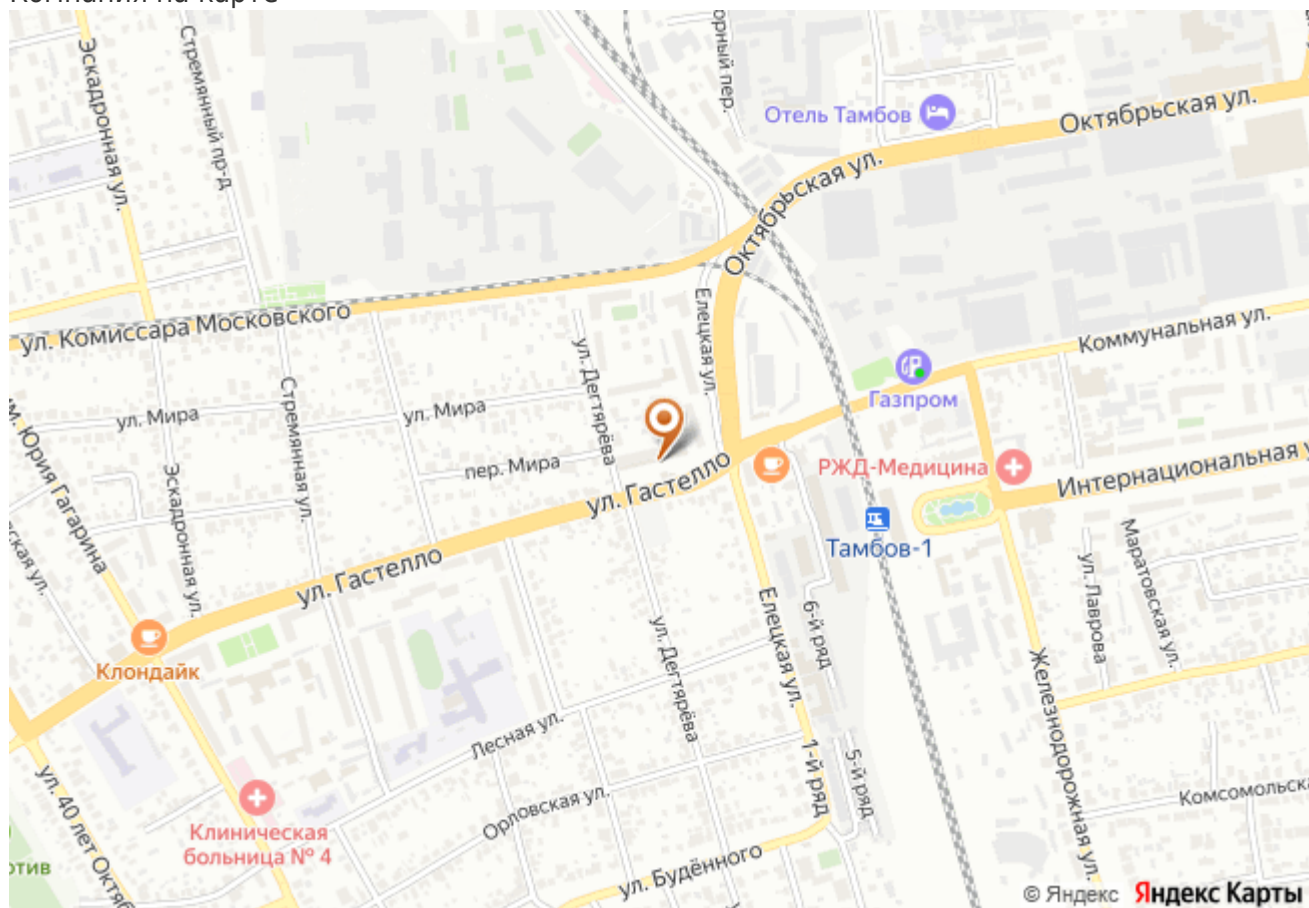 Компания на карте
Эскадронная ул.
Стремянный пр-д
орный пер.
Отель Тамбов
Октябрьская ул.
Октябрьская ул.
ул. Комиссара Московского
Елецкая ул.
Коммунальная ул.
Газпром
ул. Дегтярёва
ул. Мира
ул. Мира
пер. Мира
Стремянная ул.
м. Юрия Гагарина
Эскадронная ул.
ская ул.
ул. Гастелло
ул. Гастелло
РЖД-Медицина
Интернациональная у
Тамбов-1
Маратовская ул.
ул. Лаврова
6-й ряд
Елецкая ул.
ул. Дегтярёва
Клондайк
Железнодорожная ул.
Лесная ул.
1-й ряд
5-й ряд
Орловская ул.
Комсомольска
ул. 40 лет Октяб
Клиническая
больница № 4
отив
ул. Будённого
© Яндекс Яндекс Карты